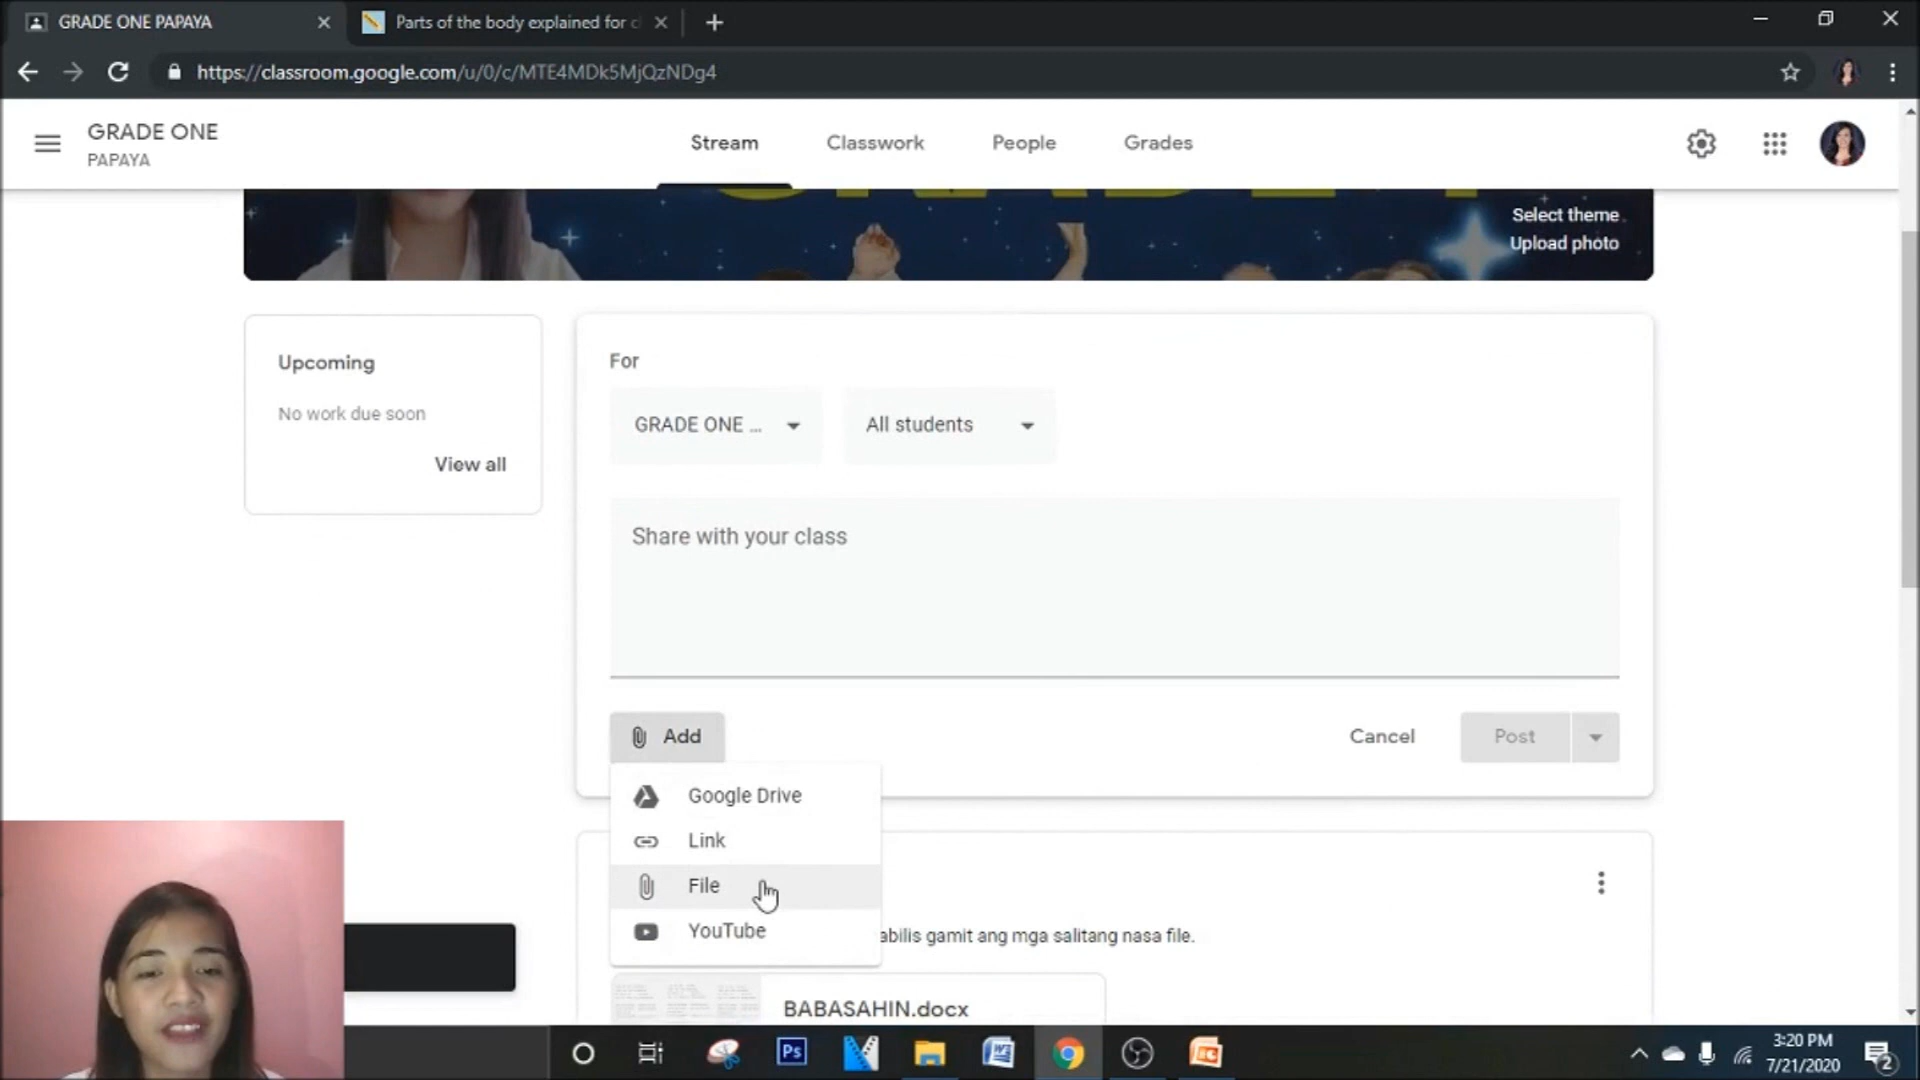 GRADE ONE PAPAYA
Parts of the body explained for c
https://classroom.google.com/u/0/c/MTE4MDk5MjQzNDg4
GRADE ONE
PAPAYA
Stream
Classwork
People
Grades
Select theme
Upload photo
Upcoming
No work due soon
View all
For
GRADE ONE ...
All students
Share with your class
Add
Cancel
Post
Google Drive
Link
File
YouTube
abilis gamit ang mga salitang nasa file.
BABASAHIN.docx
Ps
3:20 PM
7/21/2020
2